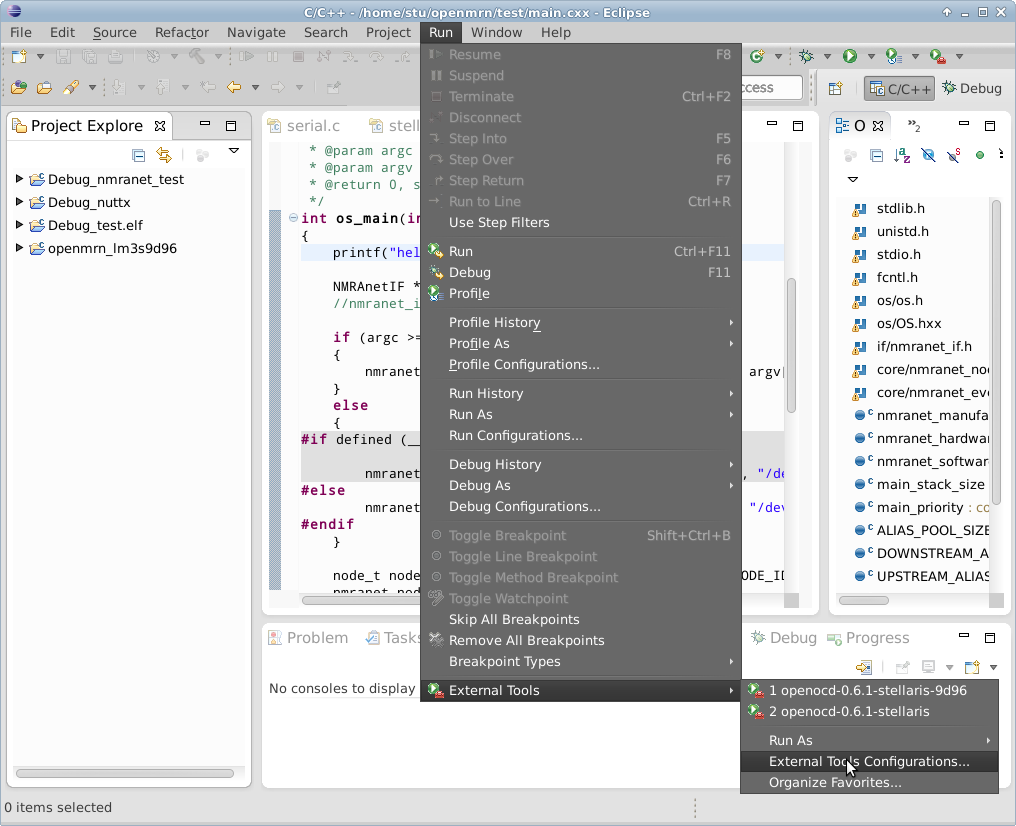 C/C++ - /home/stu/openmrn/test/main.cxx - Eclipse
File Edit Source Refactor Navigate Search Project Run Window Help
C/C++ Debug
Project Explore
Debug_nmranet_test
Debug_nuttx
Debug_test.elf
openmrn_lm3s9d96
serial.c
* @param argc
* @param argv
* @return 0, s
*/
int os_main(in
{
printf("hel
NMRAnetIF *
//nmranet_i
if (argc >=
{
nmranet
argv[
}
else
{
#if defined (__
nmranet
, "/de
#else
nmranet
"/dev
#endif
}
node_t node
ODE_ID
Resume F8
Suspend
Terminate Ctrl+F2
Disconnect
Step Into F5
Step Over F6
Step Return F7
Run to Line Ctrl+R
Use Step Filters
Run Ctrl+F11
Debug F11
Profile
Profile History
Profile As
Profile Configurations...
Run History
Run As
Run Configurations...
Debug History
Debug As
Debug Configurations...
Toggle Breakpoint Shift+Ctrl+B
Toggle Line Breakpoint
Toggle Method Breakpoint
Toggle Watchpoint
Skip All Breakpoints
Remove All Breakpoints
Breakpoint Types
External Tools
1 openocd-0.6.1-stellaris-9d96
2 openocd-0.6.1-stellaris
Run As
External Tools Configurations...
Organize Favorites...
O
»2
stdlib.h
unistd.h
stdio.h
fcntl.h
os/os.h
os/OS.hxx
if/nmranet_if.h
core/nmranet_nod
core/nmranet_eve
nmranet_manufa
nmranet_hardwar
nmranet_softwar
main_stack_size
main_priority : co
ALIAS_POOL_SIZE
DOWNSTREAM_A
UPSTREAM_ALIAS
Problem Tasks Debug Progress
No consoles to display
0 items selected